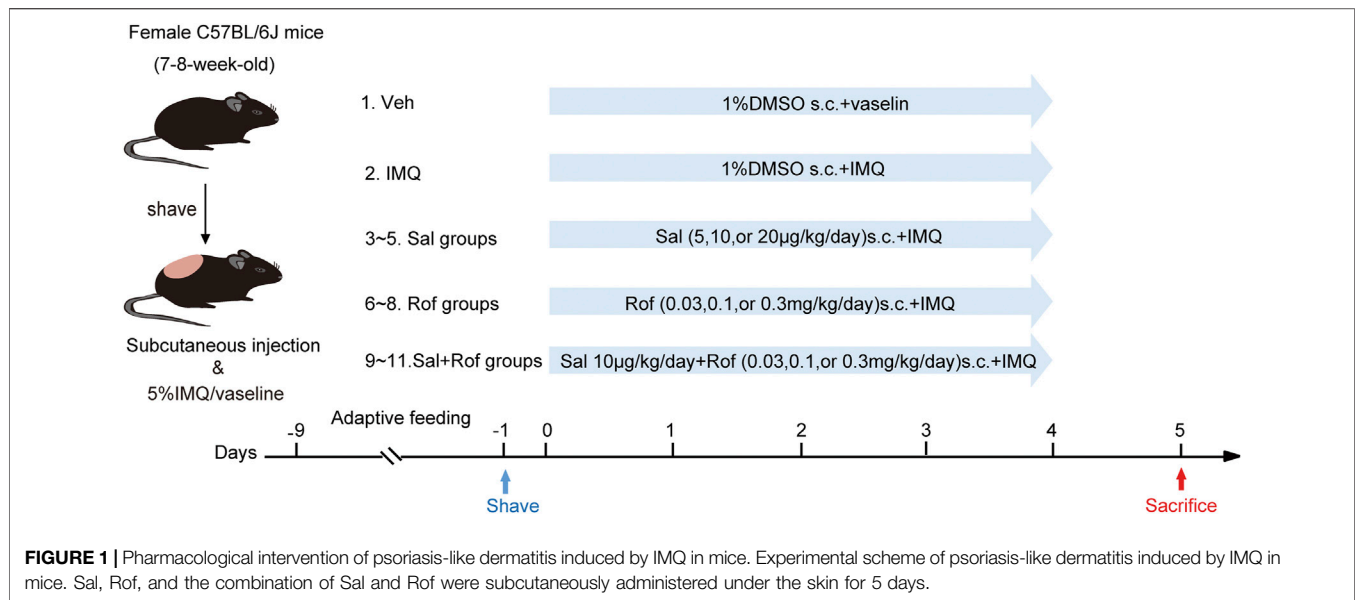 Female C57BL/6J mice
(7-8-week-old)
shave
Subcutaneous injection
&
5%IMQ/vaseline
1. Veh
1%DMSO s.c.+vaselin
2. IMQ
1%DMSO s.c.+IMQ
3~5. Sal groups
Sal (5,10,or 20μg/kg/day)s.c.+IMQ
6~8. Rof groups
Rof (0.03,0.1,or 0.3mg/kg/day)s.c.+IMQ
9~11.Sal+Rof groups
Sal 10μg/kg/day+Rof (0.03,0.1,or 0.3mg/kg/day)s.c.+IMQ
Adaptive feeding
-9 -1 0 1 2 3 4 5
Days
Shave
Sacrifice
FIGURE 1 | Pharmacological intervention of psoriasis-like dermatitis induced by IMQ in mice. Experimental scheme of psoriasis-like dermatitis induced by IMQ in
mice. Sal, Rof, and the combination of Sal and Rof were subcutaneously administered under the skin for 5 days.